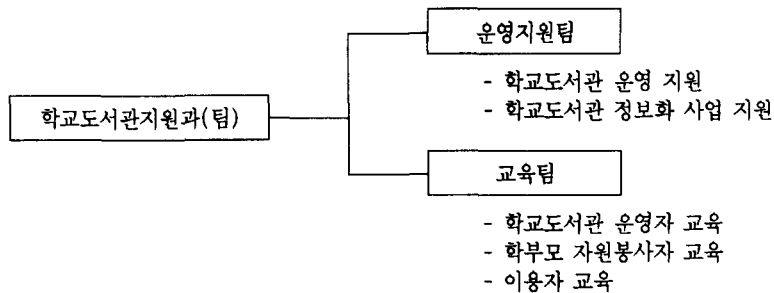 운영지원팀
- 학교도서관 운영 지원
- 학교도서관 정보화 사업 지원
학교도서관지원과(팀)
교육팀
- 학교도서관 운영자 교육
- 학부모 자원봉사자 교육
- 이용자 교육